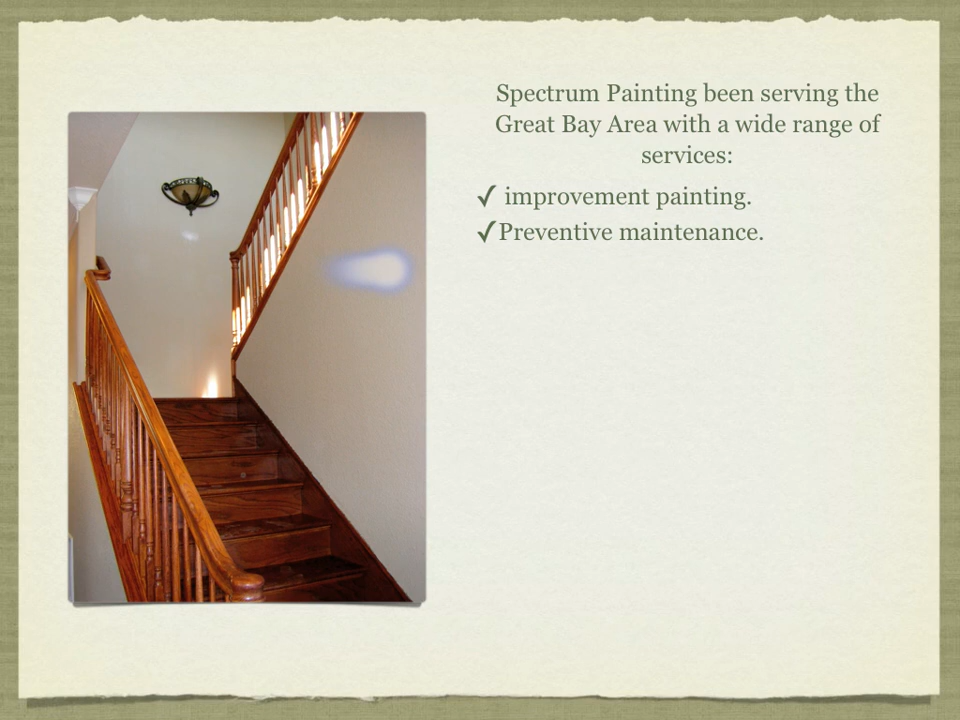 Spectrum Painting been serving the
Great Bay Area with a wide range of
services:
✓ improvement painting.
✓Preventive maintenance.